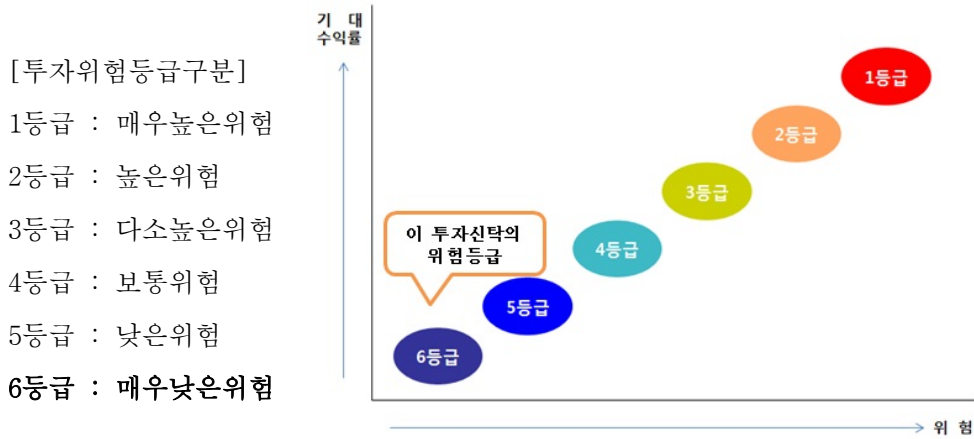 [투자위험등급구분]
1등급 : 매우높은위험
2등급 : 높은위험
3등급 : 다소높은위험
4등급 : 보통위험
5등급 : 낮은위험
6등급 : 매우낮은위험
기 대
수익률
1등급
2등급
3등급
4등급
이 투자신탁의
위험등급
5등급
6등급
위 험